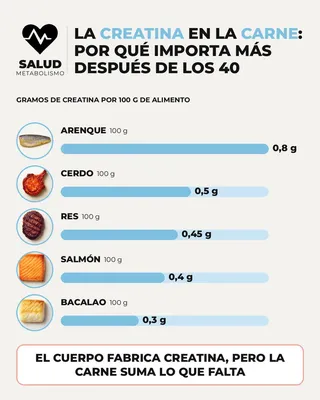 SALUD
METABOLISMO
LA CREATINA EN LA CARNE:
POR QUÉ IMPORTA MÁS
DESPUÉS DE LOS 40
GRAMOS DE CREATINA POR 100 G DE ALIMENTO
ARENQUE 100 g
0,8 g
CERDO 100 g
0,5 g
RES 100 g
0,45 g
SALMÓN 100 g
0,4 g
BACALAO 100 g
0,3 g
EL CUERPO FABRICA CREATINA, PERO LA
CARNE SUMA LO QUE FALTA